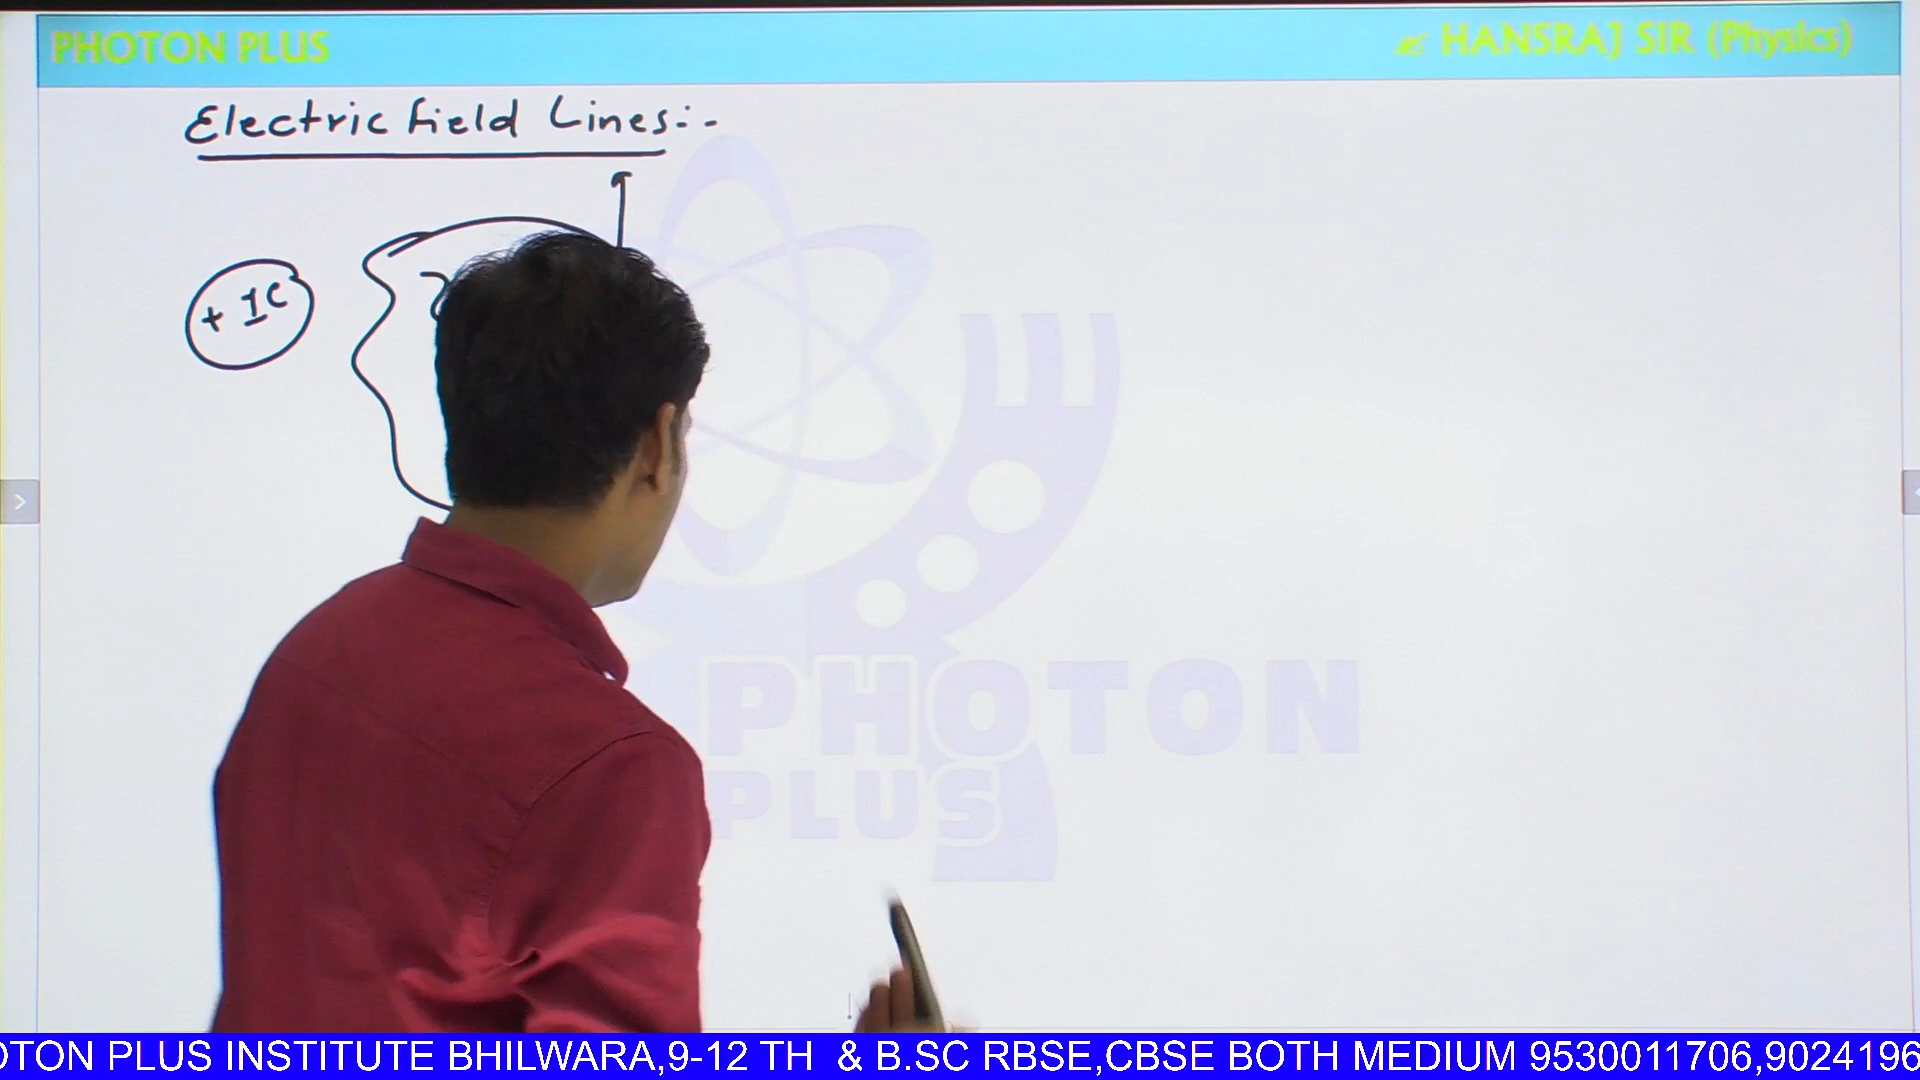 PHOTON PLUS
HANSRAJ SIR (Physics)
Electric field Lines:-
+ 1C
PHOTON
PLUS
OTON PLUS INSTITUTE BHILWARA,9-12 TH & B.SC RBSE,CBSE BOTH MEDIUM 9530011706,9024196